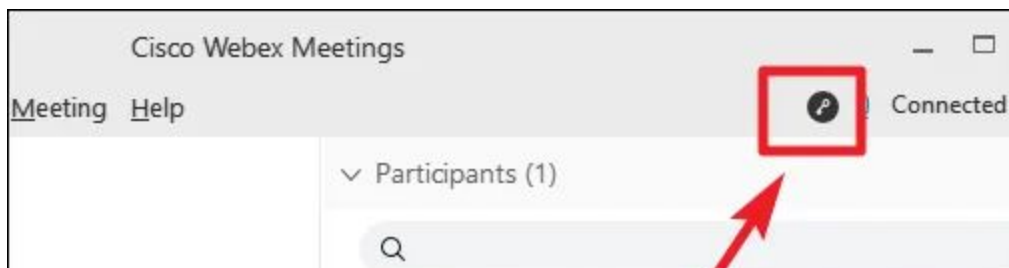 Cisco Webex Meetings
Meeting Help
Connected
Participants (1)